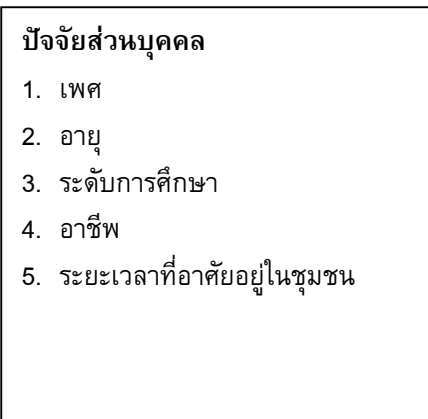 ปัจจัยส่วนบุคคล
1. เพศ
2. อายุ
3. ระดับการศึกษา
4. อาชีพ
5. ระยะเวลาที่อาศัยอยู่ในชุมชน